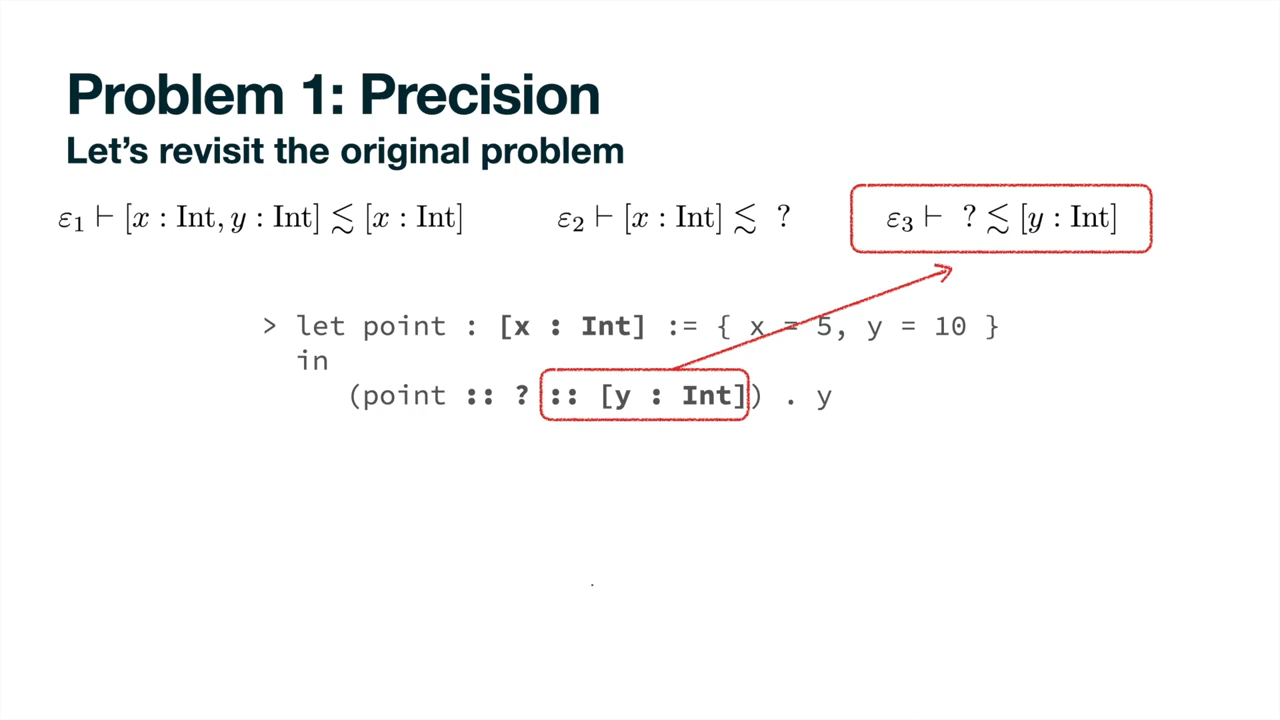 Problem 1: Precision
Let's revisit the original problem
ε₁ ⊢ [x : Int, y : Int] ≲ [x : Int]    ε₂ ⊢ [x : Int] ≲ ?    ε₃ ⊢ ? ≲ [y : Int]
> let point : [x : Int] := { x = 5, y = 10 }
in
(point :: ? :: [y : Int]) . y